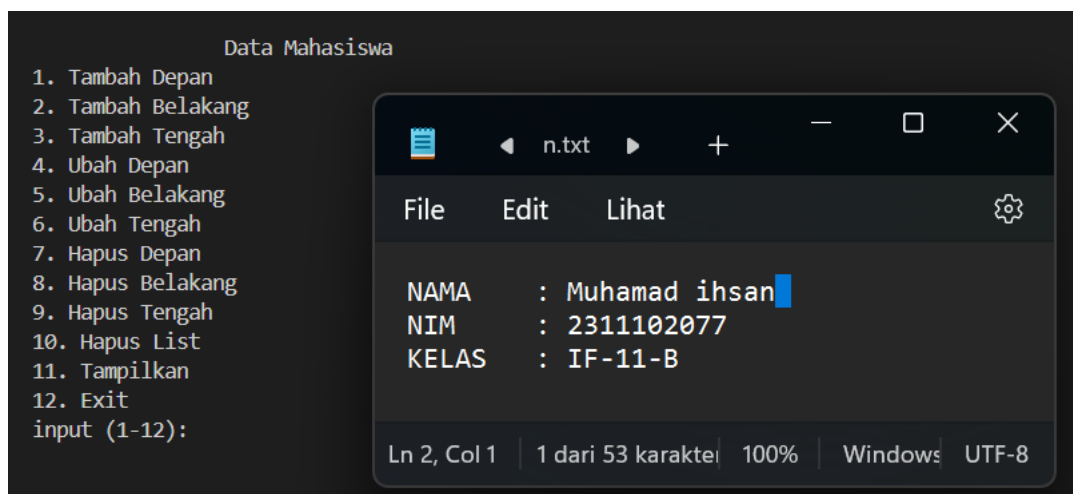 Data Mahasiswa
1. Tambah Depan
2. Tambah Belakang
3. Tambah Tengah
4. Ubah Depan
5. Ubah Belakang
6. Ubah Tengah
7. Hapus Depan
8. Hapus Belakang
9. Hapus Tengah
10. Hapus List
11. Tampilkan
12. Exit
input (1-12):
n.txt
File Edit Lihat
NAMA : Muhamad ihsan
NIM : 2311102077
KELAS : IF-11-B
Ln 2, Col 1 1 dari 53 karakter 100% Windows UTF-8